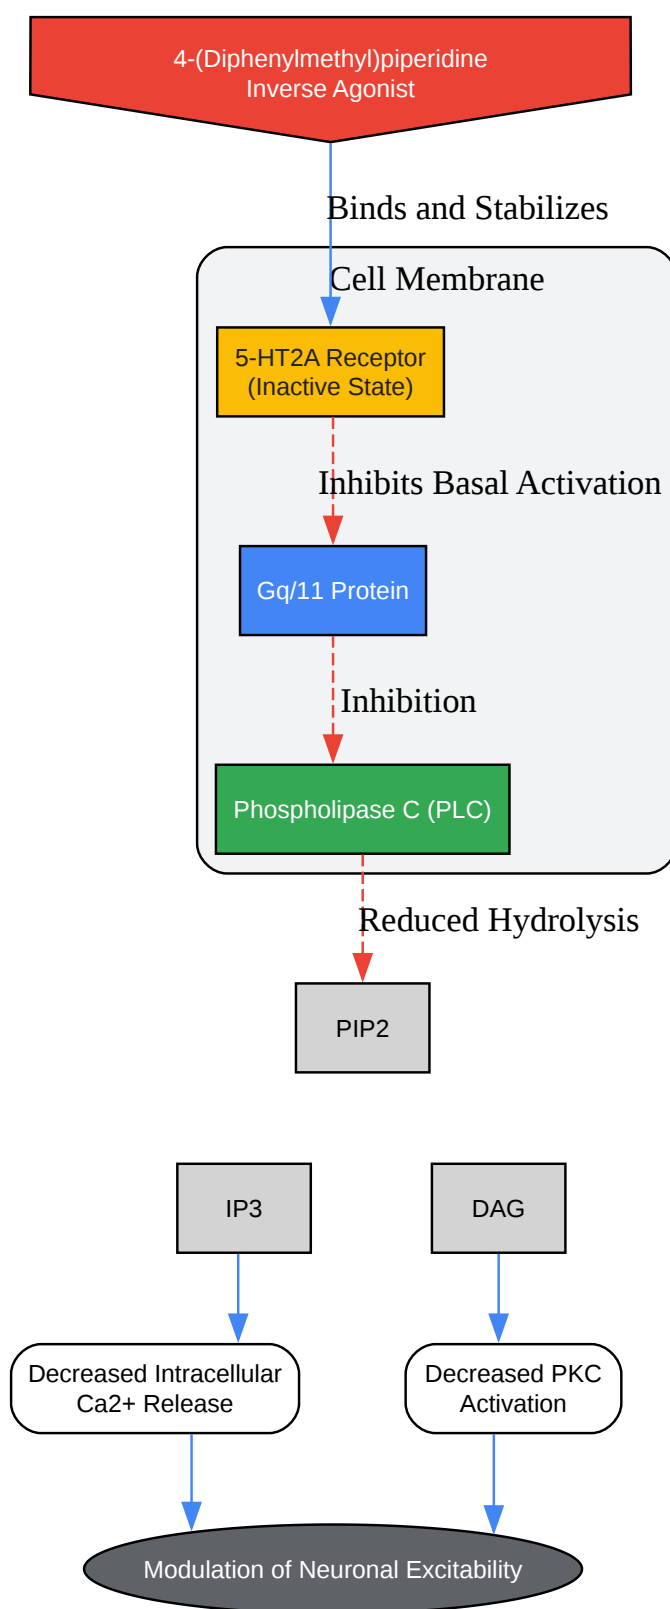 4-(Diphenylmethyl)piperidine
Inverse Agonist
Binds and Stabilizes
Cell Membrane
5-HT2A Receptor
(Inactive State)
Inhibits Basal Activation
Gq/11 Protein
Inhibition
Phospholipase C (PLC)
Reduced Hydrolysis
PIP2
IP3
DAG
Decreased Intracellular
Ca2+ Release
Decreased PKC
Activation
Modulation of Neuronal Excitability